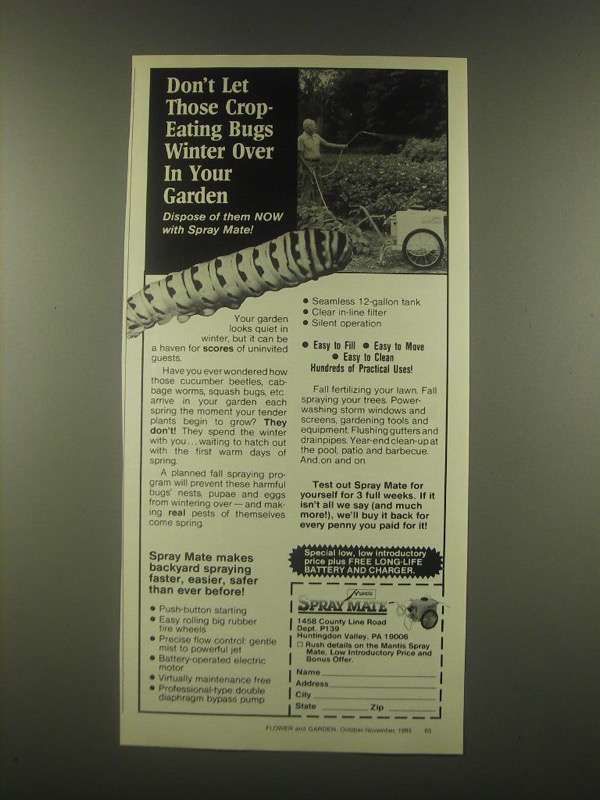 Don't Let
Those Crop-
Eating Bugs
Winter Over
In Your
Garden
Dispose of them NOW
with Spray Mate!
Your garden
looks quiet in
winter, but it can be
a haven for scores of uninvited
guests.
Have you ever wondered how
those cucumber beetles, cab-
bage worms, squash bugs, etc.
arrive in your garden each
spring the moment your tender
plants begin to grow? They
don't! They spend the winter
with you...waiting to hatch out
with the first warm days of
spring.
A planned fall spraying pro-
gram will prevent these harmful
bugs' nests, pupae and eggs
from wintering over — and mak-
ing real pests of themselves
come spring.
Spray Mate makes
backyard spraying
faster, easier, safer
than ever before!
• Push-button starting
• Easy rolling big rubber
tire wheels
• Precise flow control: gentle
mist to powerful jet
• Battery-operated electric
motor
• Virtually maintenance free
• Professional-type double
diaphragm bypass pump
• Seamless 12-gallon tank
• Clear in-line filter
• Silent operation
• Easy to Fill • Easy to Move
• Easy to Clean
Hundreds of Practical Uses!
Fall fertilizing your lawn. Fall
spraying your trees. Power-
washing storm windows and
screens, gardening tools and
equipment. Flushing gutters and
drainpipes. Year-end clean-up at
the pool, patio and barbecue.
And on and on.
Test out Spray Mate for
yourself for 3 full weeks. If it
isn't all we say (and much
more!), we'll buy it back for
every penny you paid for it!
Special low, low introductory
price plus FREE LONG-LIFE
BATTERY AND CHARGER.
Mantis
SPRAY MATE
1458 County Line Road
Dept. P139
Huntingdon Valley, PA 19006
□ Rush details on the Mantis Spray
Mate, Low Introductory Price and
Bonus Offer.
Name
Address
City
State Zip
FLOWER and GARDEN, October-November, 1985 65